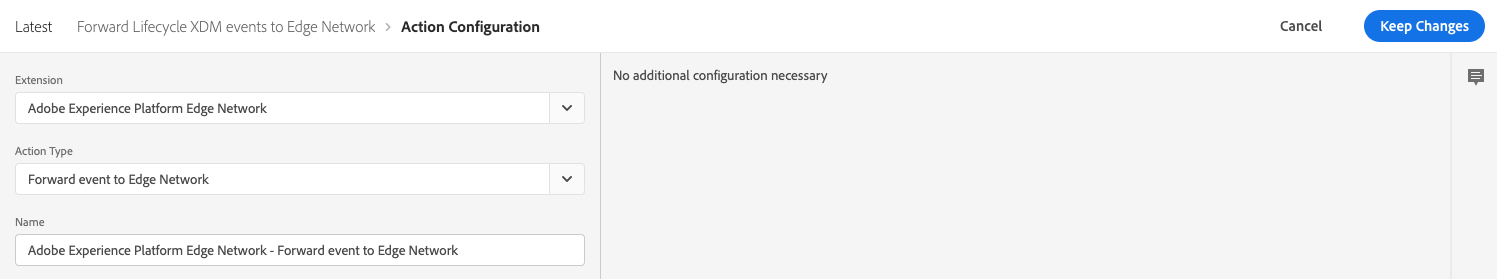 Latest Forward Lifecycle XDM events to Edge Network > Action Configuration Cancel Keep Changes
Extension
Adobe Experience Platform Edge Network
Action Type
Forward event to Edge Network
Name
Adobe Experience Platform Edge Network - Forward event to Edge Network
No additional configuration necessary